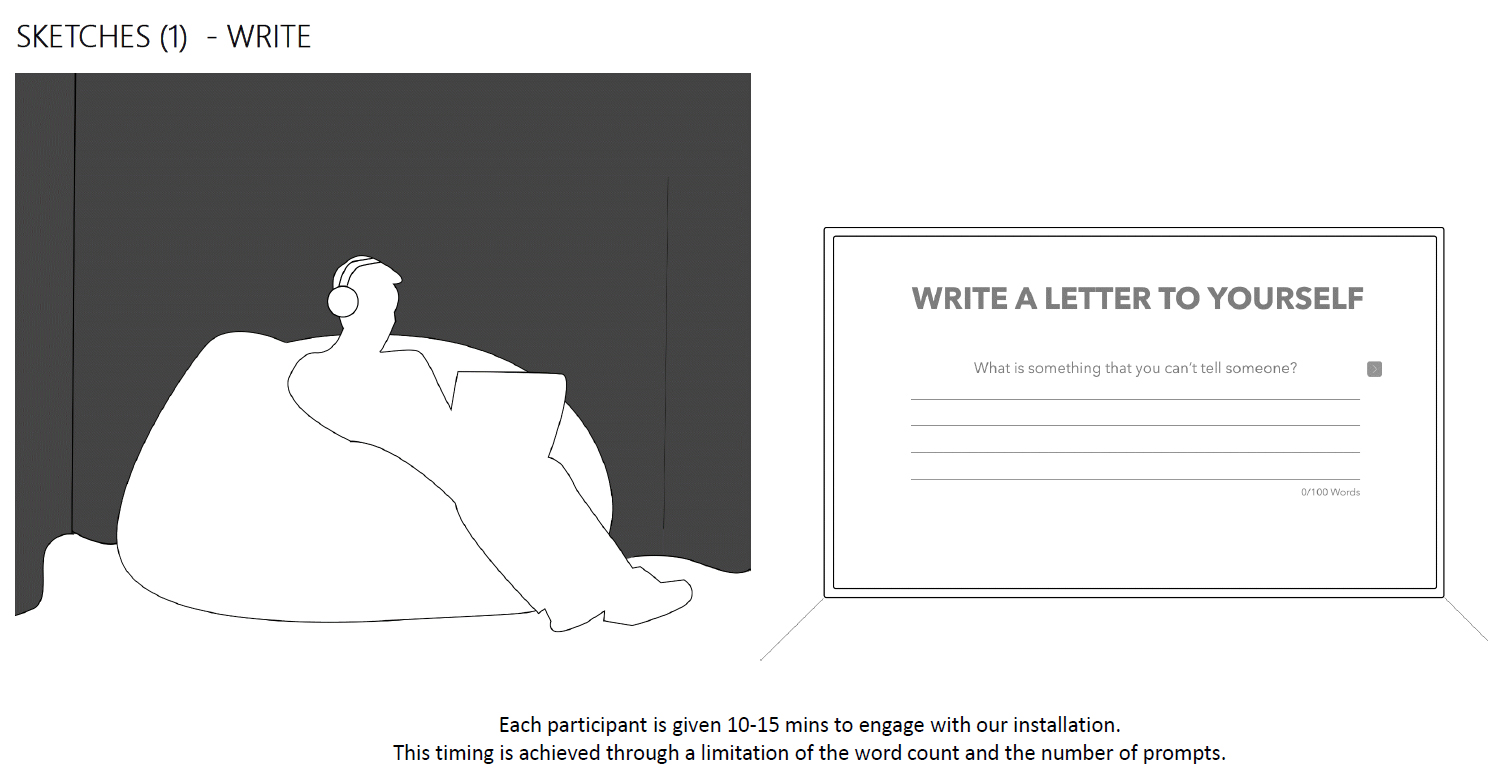 SKETCHES (1) - WRITE
WRITE A LETTER TO YOURSELF
What is something that you can't tell someone?
0/100 Words
Each participant is given 10-15 mins to engage with our installation.
This timing is achieved through a limitation of the word count and the number of prompts.